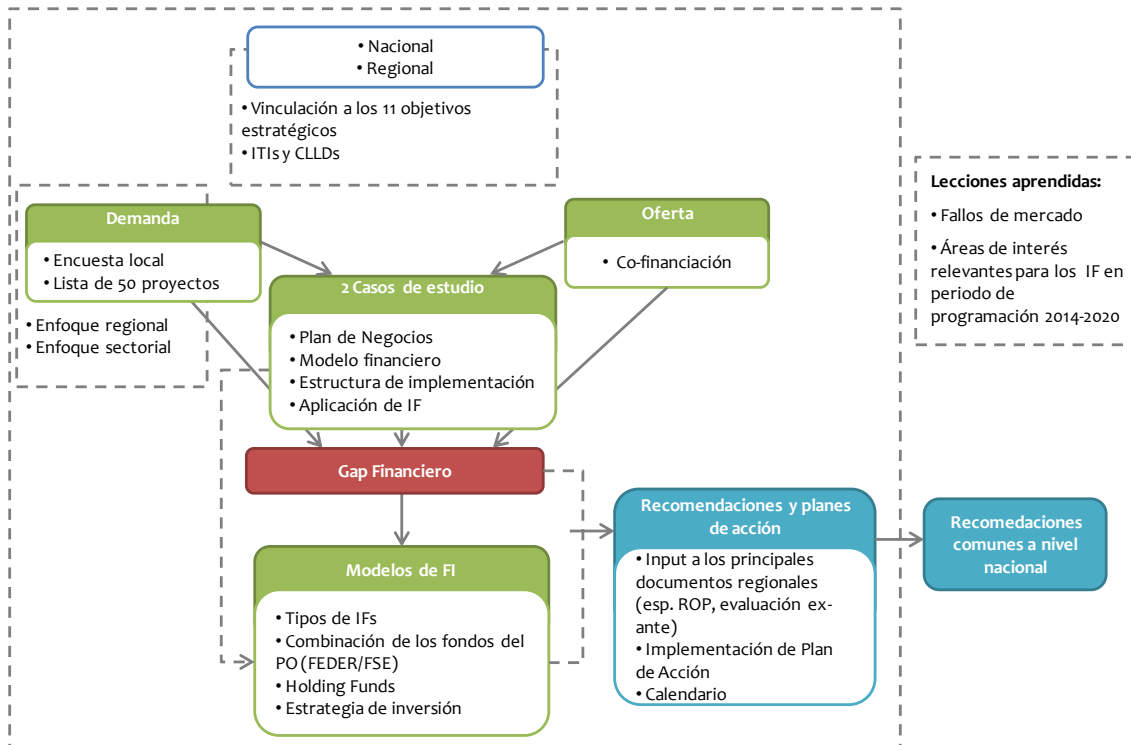 • Nacional
• Regional
• Vinculación a los 11 objetivos
estratégicos
• ITIs y CLLDs
Demanda
• Encuesta local
• Lista de 50 proyectos
• Enfoque regional
• Enfoque sectorial
Oferta
• Co-financiación
2 Casos de estudio
• Plan de Negocios
• Modelo financiero
• Estructura de implementación
• Aplicación de IF
Lecciones aprendidas:
• Fallos de mercado
• Áreas de interés
relevantes para los IF en
periodo de
programación 2014-2020
Gap Financiero
Modelos de FI
• Tipos de IFs
• Combinación de los fondos del
PO (FEDER/FSE)
• Holding Funds
• Estrategia de inversión
Recomendaciones y planes
de acción
• Input a los principales
documentos regionales
(esp. ROP, evaluación ex-
ante)
• Implementación de Plan
de Acción
• Calendario
Recomedaciones
comunes a nivel
nacional